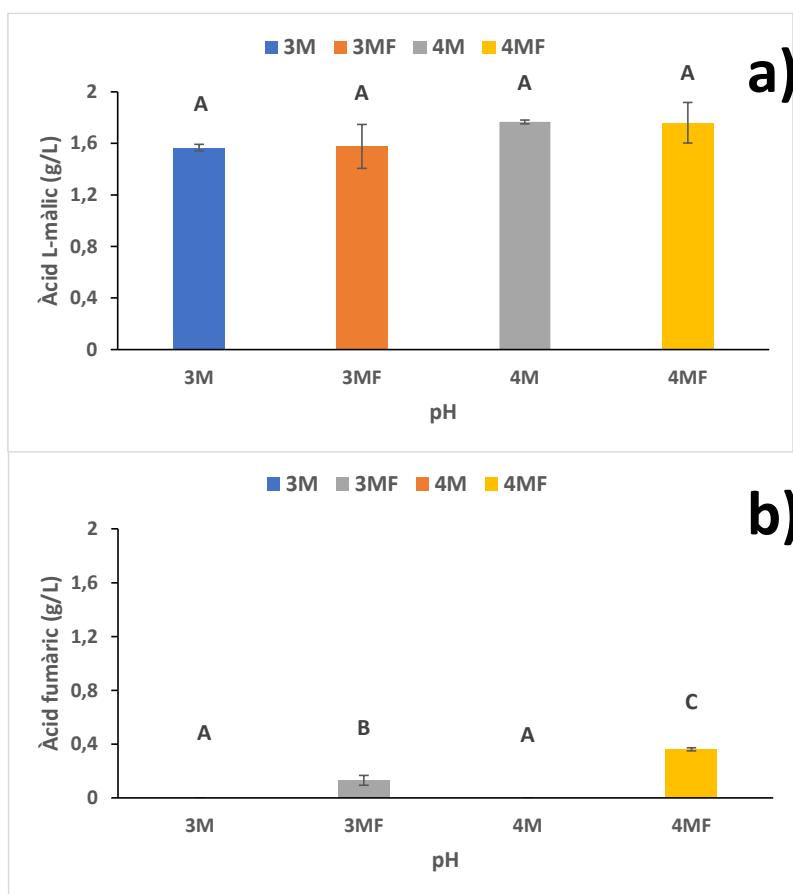 3M 3MF 4M 4MF
a)
A A A A
2
1,6
1,2
0,8
0,4
0
Àcid L-màlic (g/L)
3M 3MF 4M 4MF
pH
3M 3MF 4M 4MF
b)
2
1,6
1,2
0,8
0,4
0
Àcid fumàric (g/L)
A B A C
3M 3MF 4M 4MF
pH